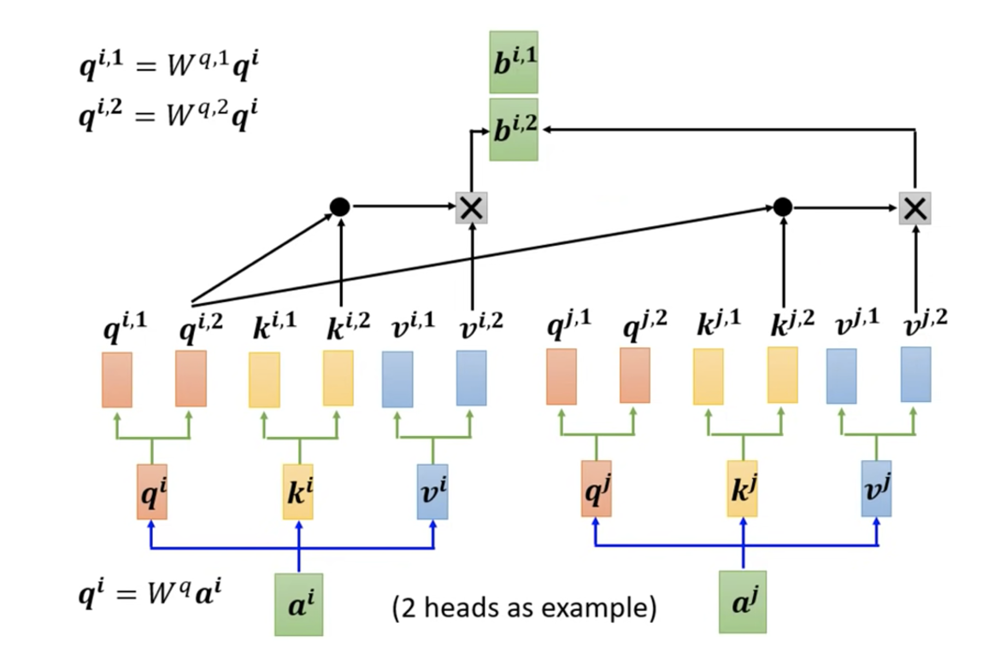 q^{i,1} = W^{q,1}q^i
q^{i,2} = W^{q,2}q^i
b^{i,1}
b^{i,2}
q^{i,1} q^{i,2} k^{i,1} k^{i,2} v^{i,1} v^{i,2} q^{j,1} q^{j,2} k^{j,1} k^{j,2} v^{j,1} v^{j,2}
q^i k^i v^i q^j k^j v^j
q^i = W^q a^i
a^i
(2 heads as example)
a^j